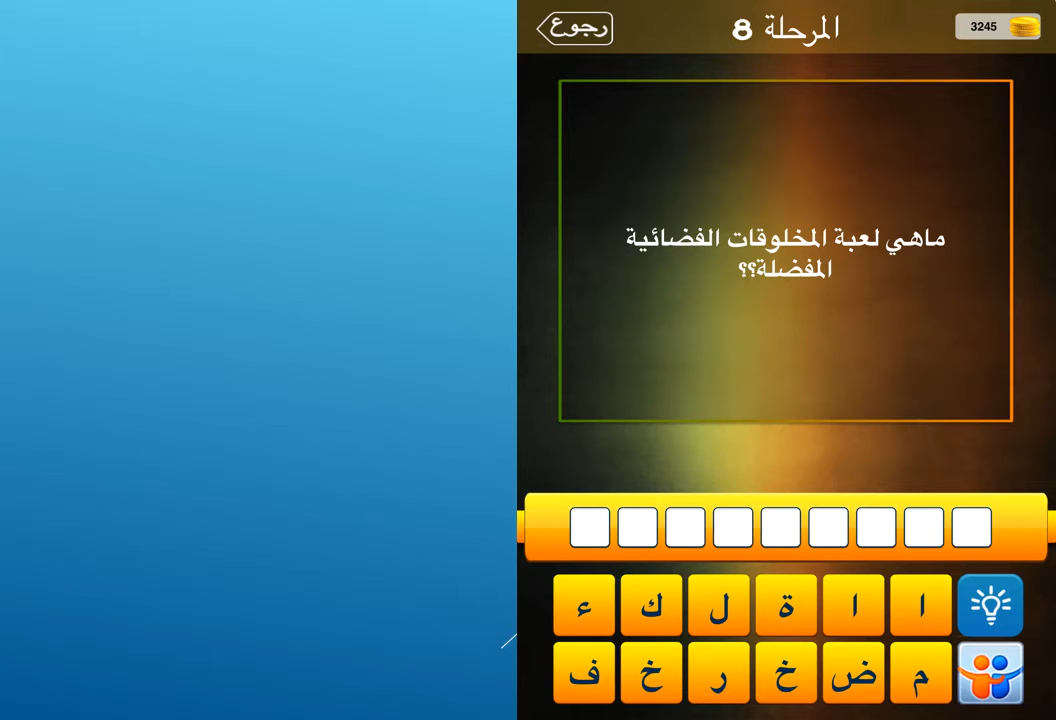 رجوع
المرحلة 8
3245
ماهي لعبة المخلوقات الفضائية
المفضلة؟؟
ا ا ة ل ك ء
م ض خ ر خ ف